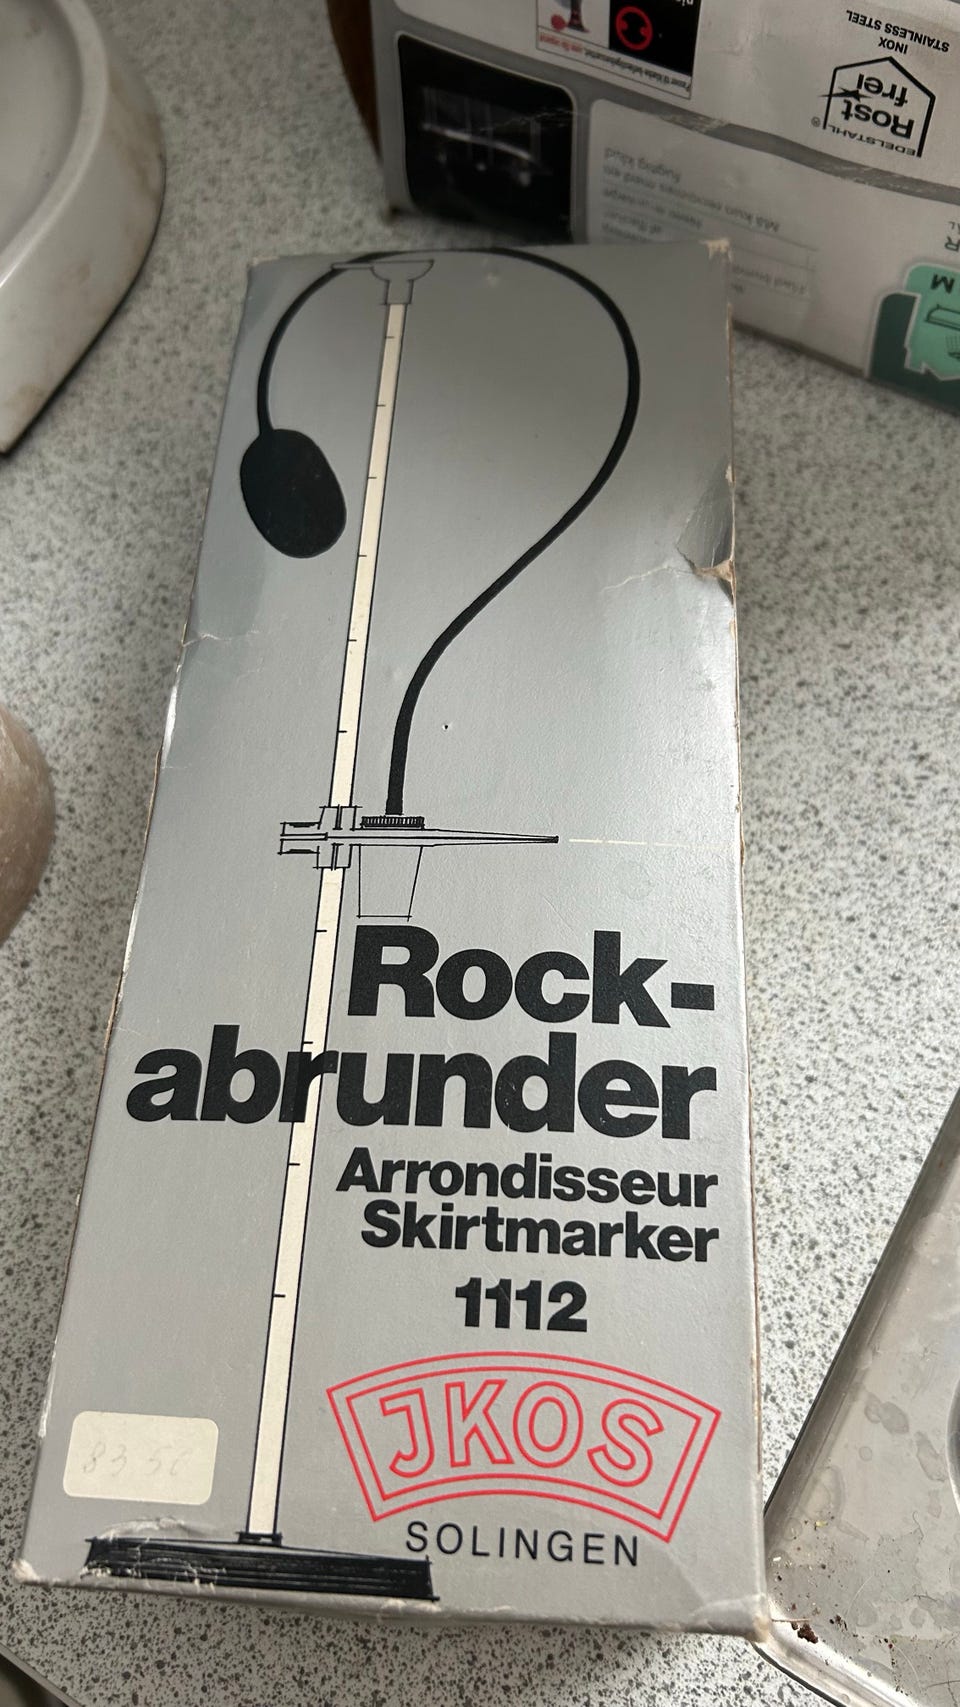 Rock-
abrunder
Arrondisseur
Skirtmarker
1112
JKOS
SOLINGEN
EDELSTAHL®
Rost
frei
INOX
STAINLESS STEEL
M